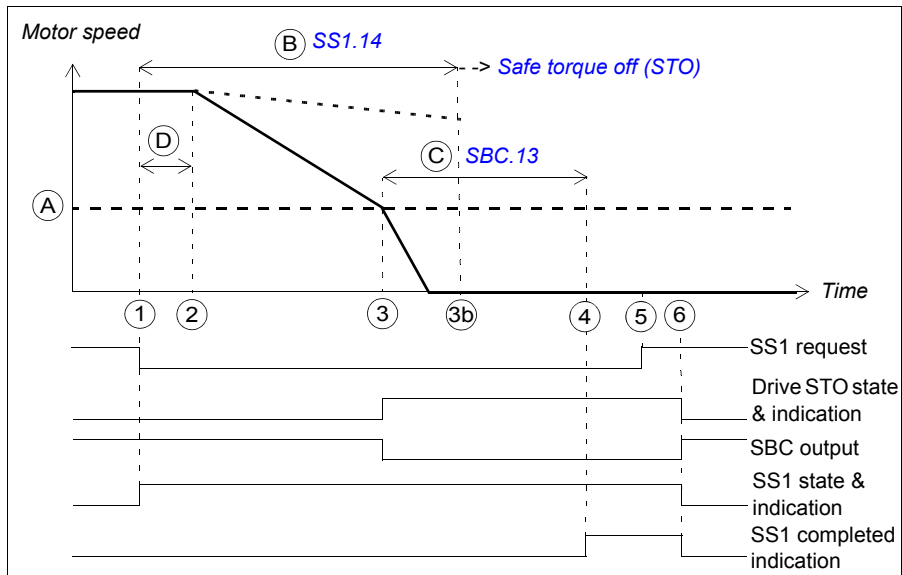 Motor speed
B SS1.14
Safe torque off (STO)
D
C SBC.13
A
Time
1 2 3 3b 4 5 6
SS1 request
Drive STO state
& indication
SBC output
SS1 state &
indication
SS1 completed
indication